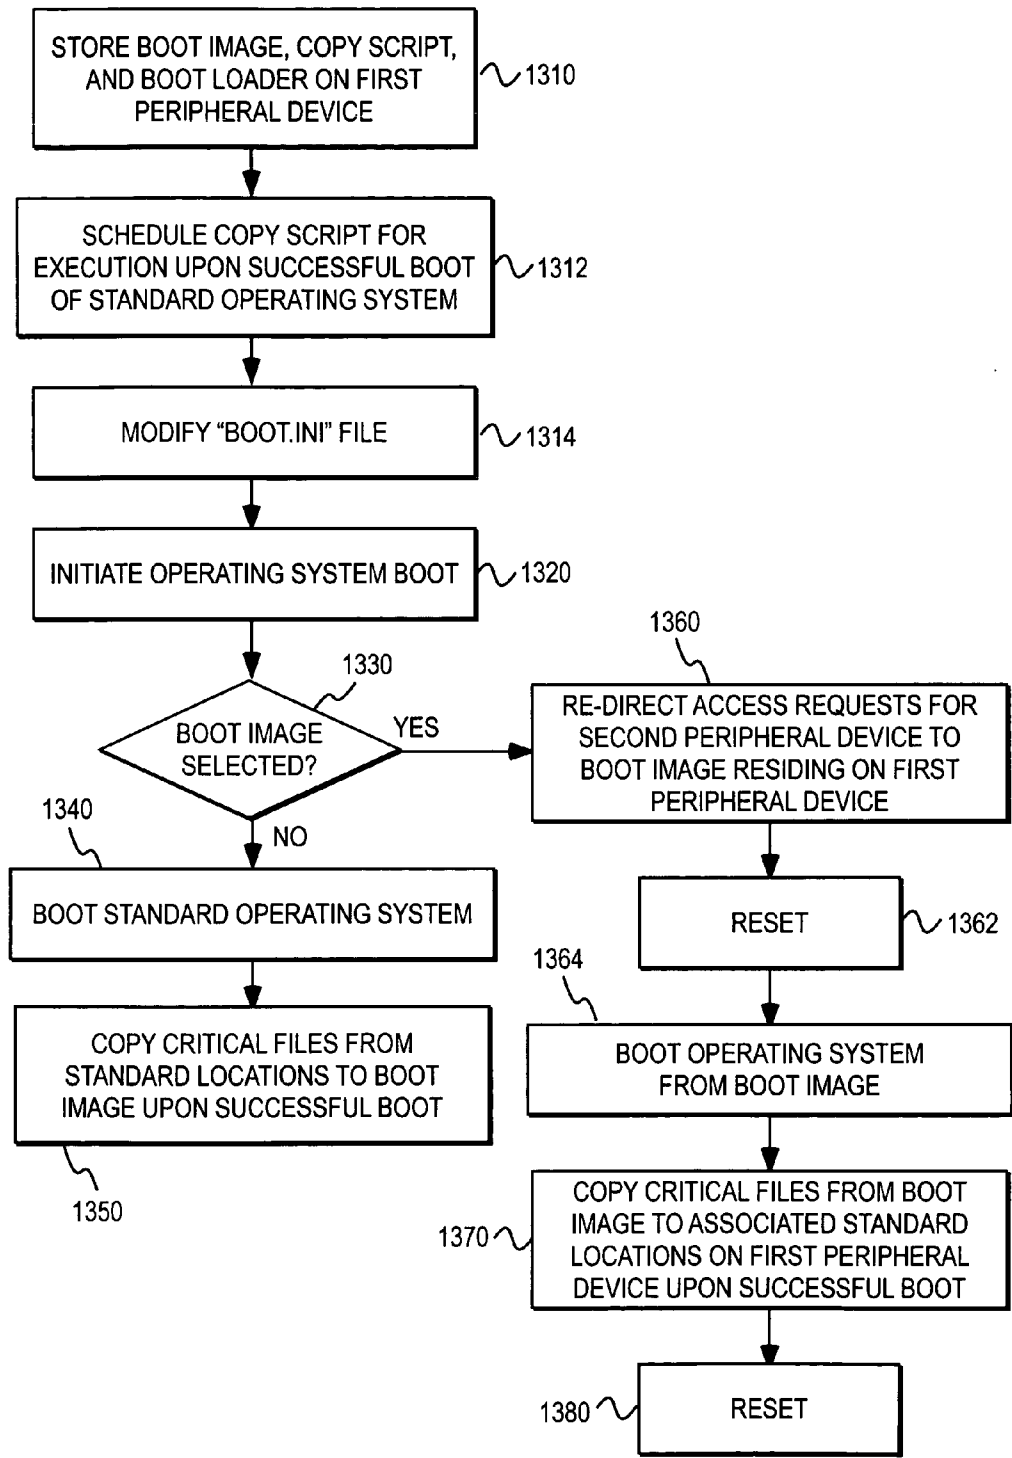 STORE BOOT IMAGE, COPY SCRIPT,
AND BOOT LOADER ON FIRST
PERIPHERAL DEVICE
1310
SCHEDULE COPY SCRIPT FOR
EXECUTION UPON SUCCESSFUL BOOT
OF STANDARD OPERATING SYSTEM
1312
MODIFY “BOOT.INI” FILE
1314
INITIATE OPERATING SYSTEM BOOT
1320
1330
BOOT IMAGE
SELECTED?
YES
NO
1340
BOOT STANDARD OPERATING SYSTEM
COPY CRITICAL FILES FROM
STANDARD LOCATIONS TO BOOT
IMAGE UPON SUCCESSFUL BOOT
1350
1360
RE-DIRECT ACCESS REQUESTS FOR
SECOND PERIPHERAL DEVICE TO
BOOT IMAGE RESIDING ON FIRST
PERIPHERAL DEVICE
RESET
1362
1364
BOOT OPERATING SYSTEM
FROM BOOT IMAGE
COPY CRITICAL FILES FROM BOOT
IMAGE TO ASSOCIATED STANDARD
LOCATIONS ON FIRST PERIPHERAL
DEVICE UPON SUCCESSFUL BOOT
1370
RESET
1380